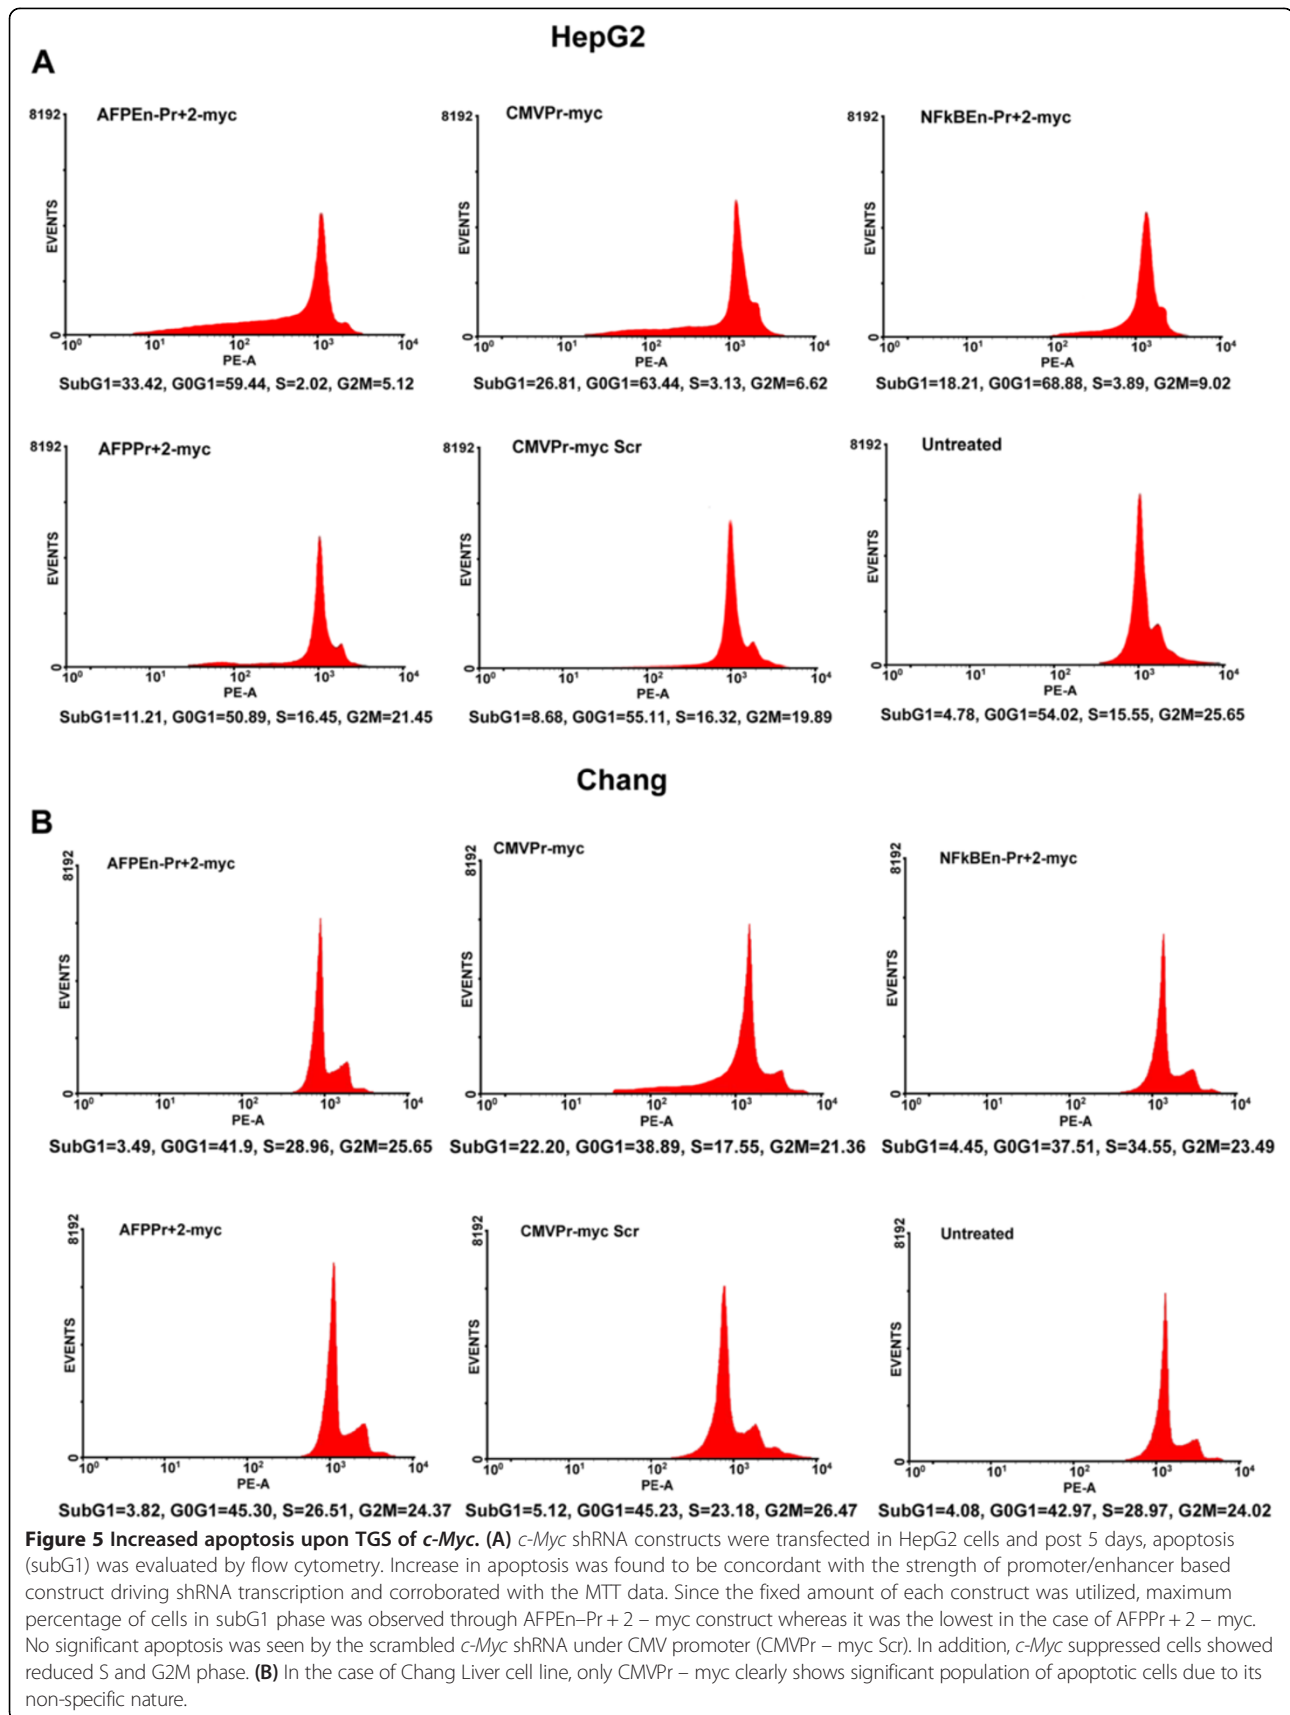 HepG2
A
AFPEn-Pr+2-myc
8192
EVENTS
0
10⁰ 10¹ 10² 10³ 10⁴
PE-A
SubG1=33.42, G0G1=59.44, S=2.02, G2M=5.12
CMVPr-myc
8192
EVENTS
0
10⁰ 10¹ 10² 10³ 10⁴
PE-A
SubG1=26.81, G0G1=63.44, S=3.13, G2M=6.62
NFkBEn-Pr+2-myc
8192
EVENTS
0
10⁰ 10¹ 10² 10³ 10⁴
PE-A
SubG1=18.21, G0G1=68.88, S=3.89, G2M=9.02
AFPPr+2-myc
8192
EVENTS
0
10⁰ 10¹ 10² 10³ 10⁴
PE-A
SubG1=11.21, G0G1=50.89, S=16.45, G2M=21.45
CMVPr-myc Scr
8192
EVENTS
0
10⁰ 10¹ 10² 10³ 10⁴
PE-A
SubG1=8.68, G0G1=55.11, S=16.32, G2M=19.89
Untreated
8192
EVENTS
0
10⁰ 10¹ 10² 10³ 10⁴
PE-A
SubG1=4.78, G0G1=54.02, S=15.55, G2M=25.65
Chang
B
AFPEn-Pr+2-myc
8192
EVENTS
0
10⁰ 10¹ 10² 10³ 10⁴
PE-A
SubG1=3.49, G0G1=41.9, S=28.96, G2M=25.65
CMVPr-myc
8192
EVENTS
0
10⁰ 10¹ 10² 10³ 10⁴
PE-A
SubG1=22.20, G0G1=38.89, S=17.55, G2M=21.36
NFkBEn-Pr+2-myc
8192
EVENTS
0
10⁰ 10¹ 10² 10³ 10⁴
PE-A
SubG1=4.45, G0G1=37.51, S=34.55, G2M=23.49
AFPPr+2-myc
8192
EVENTS
0
10⁰ 10¹ 10² 10³ 10⁴
PE-A
SubG1=3.82, G0G1=45.30, S=26.51, G2M=24.37
CMVPr-myc Scr
8192
EVENTS
0
10⁰ 10¹ 10² 10³ 10⁴
PE-A
SubG1=5.12, G0G1=45.23, S=23.18, G2M=26.47
Untreated
8192
EVENTS
0
10⁰ 10¹ 10² 10³ 10⁴
PE-A
SubG1=4.08, G0G1=42.97, S=28.97, G2M=24.02
Figure 5 Increased apoptosis upon TGS of c-Myc. (A) c-Myc shRNA constructs were transfected in HepG2 cells and post 5 days, apoptosis
(subG1) was evaluated by flow cytometry. Increase in apoptosis was found to be concordant with the strength of promoter/enhancer based
construct driving shRNA transcription and corroborated with the MTT data. Since the fixed amount of each construct was utilized, maximum
percentage of cells in subG1 phase was observed through AFPEn–Pr + 2 – myc construct whereas it was the lowest in the case of AFPPr + 2 – myc.
No significant apoptosis was seen by the scrambled c-Myc shRNA under CMV promoter (CMVPr – myc Scr). In addition, c-Myc suppressed cells showed
reduced S and G2M phase. (B) In the case of Chang Liver cell line, only CMVPr – myc clearly shows significant population of apoptotic cells due to its
non-specific nature.